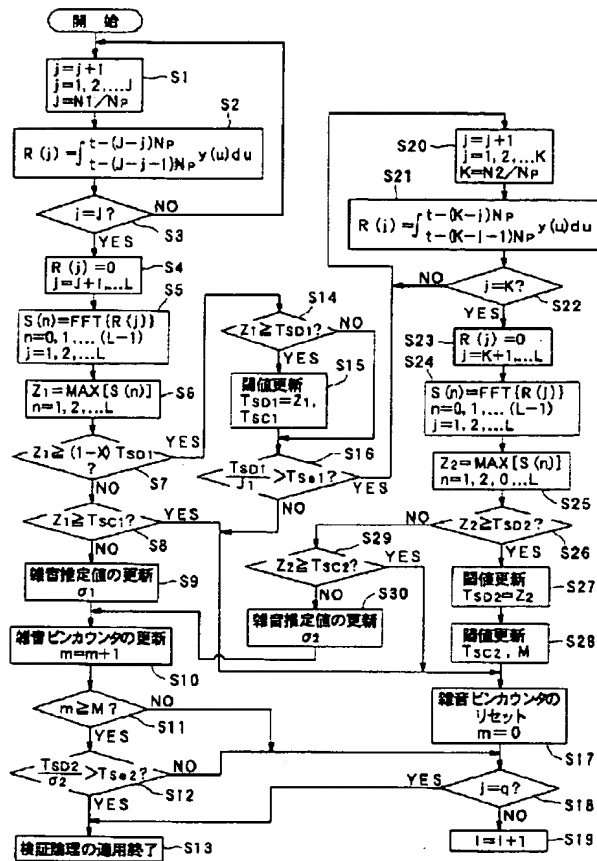 開始
j=j+1
j=1, 2, ...J
J=N1/NP
S1
S2
R(j)=∫t-(J-j)NP
t-(J-j-1)NP y(u)du
j=J?
NO
S3
YES
R(j)=0
j=J+1,...L
S4
S5
S(n)=FFT{R(j)}
n=0, 1, ...(L-1)
j=1, 2, ...L
Z1=MAX[S(n)]
n=1, 2, ...L
S6
Z1≧(1-X)TSD1
?
YES
S7
NO
Z1≧TSC1?
YES
S8
NO
雑音推定値の更新
σ1
S9
雑音ビンカウンタの更新
m=m+1
S10
m≧M?
NO
S11
YES
TSD2/σ2>TSe2?
NO
S12
YES
検証論理の適用終了
S13
S14
Z1≧TSD1?
NO
YES
S15
閾値更新
TSD1=Z1,
TSC1
S16
TSD1/J1>TSe1?
YES
NO
S20
j=j+1
j=1, 2, ...K
K=N2/NP
S21
R(j)=∫t-(K-j)NP
t-(K-j-1)NP y(u)du
NO
j=K?
S22
YES
S23
R(j)=0
j=K+1,...L
S24
S(n)=FFT{R(j)}
n=0, 1, ...(L-1)
j=1, 2, ...L
Z2=MAX[S(n)]
n=1, 2, 0...L
S25
NO
Z2≧TSD2?
S26
YES
閾値更新
TSD2=Z2
S27
閾値更新
TSC2, M
S28
S29
Z2≧TSC2?
YES
NO
S30
雑音推定値の更新
σ2
雑音ビンカウンタの
リセット
m=0
S17
YES
j=q?
S18
NO
i=i+1
S19